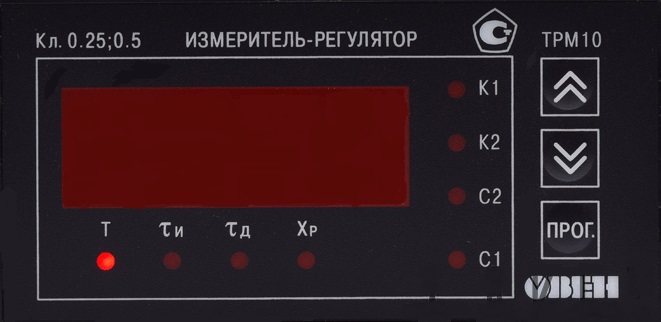 Кл. 0.25;0.5 ИЗМЕРИТЕЛЬ-РЕГУЛЯТОР ТРМ10
К1
К2
С2
Т τи τд Хр
ПРОГ.
С1
ОВЕН